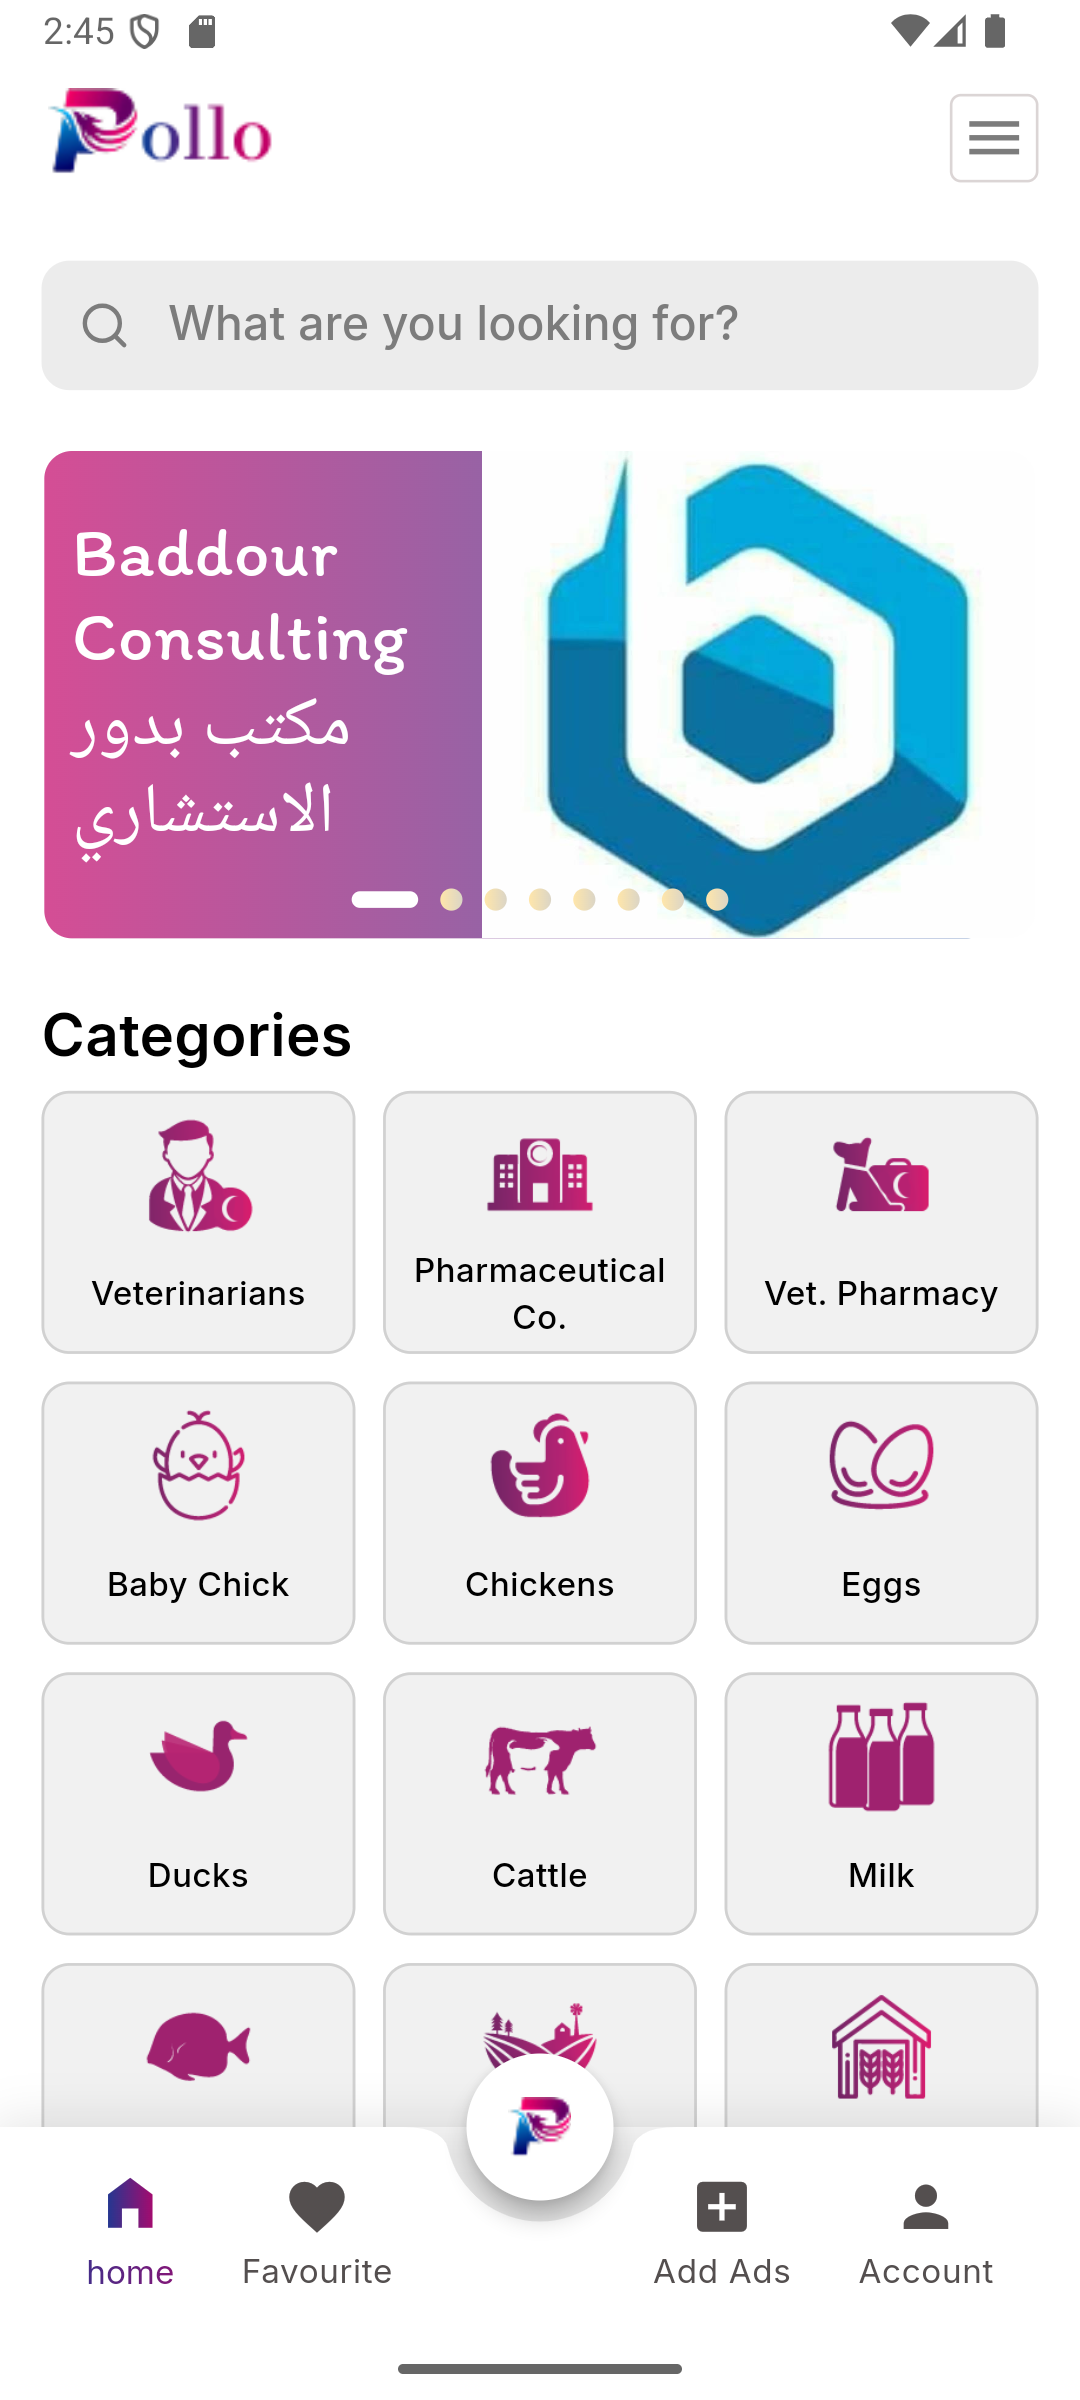 2:45
Pollo
What are you looking for?
Baddour
Consulting
مكتب بدور
الاستشاري
Categories
Veterinarians
Pharmaceutical
Co.
Vet. Pharmacy
Baby Chick
Chickens
Eggs
Ducks
Cattle
Milk
home
Favourite
Add Ads
Account